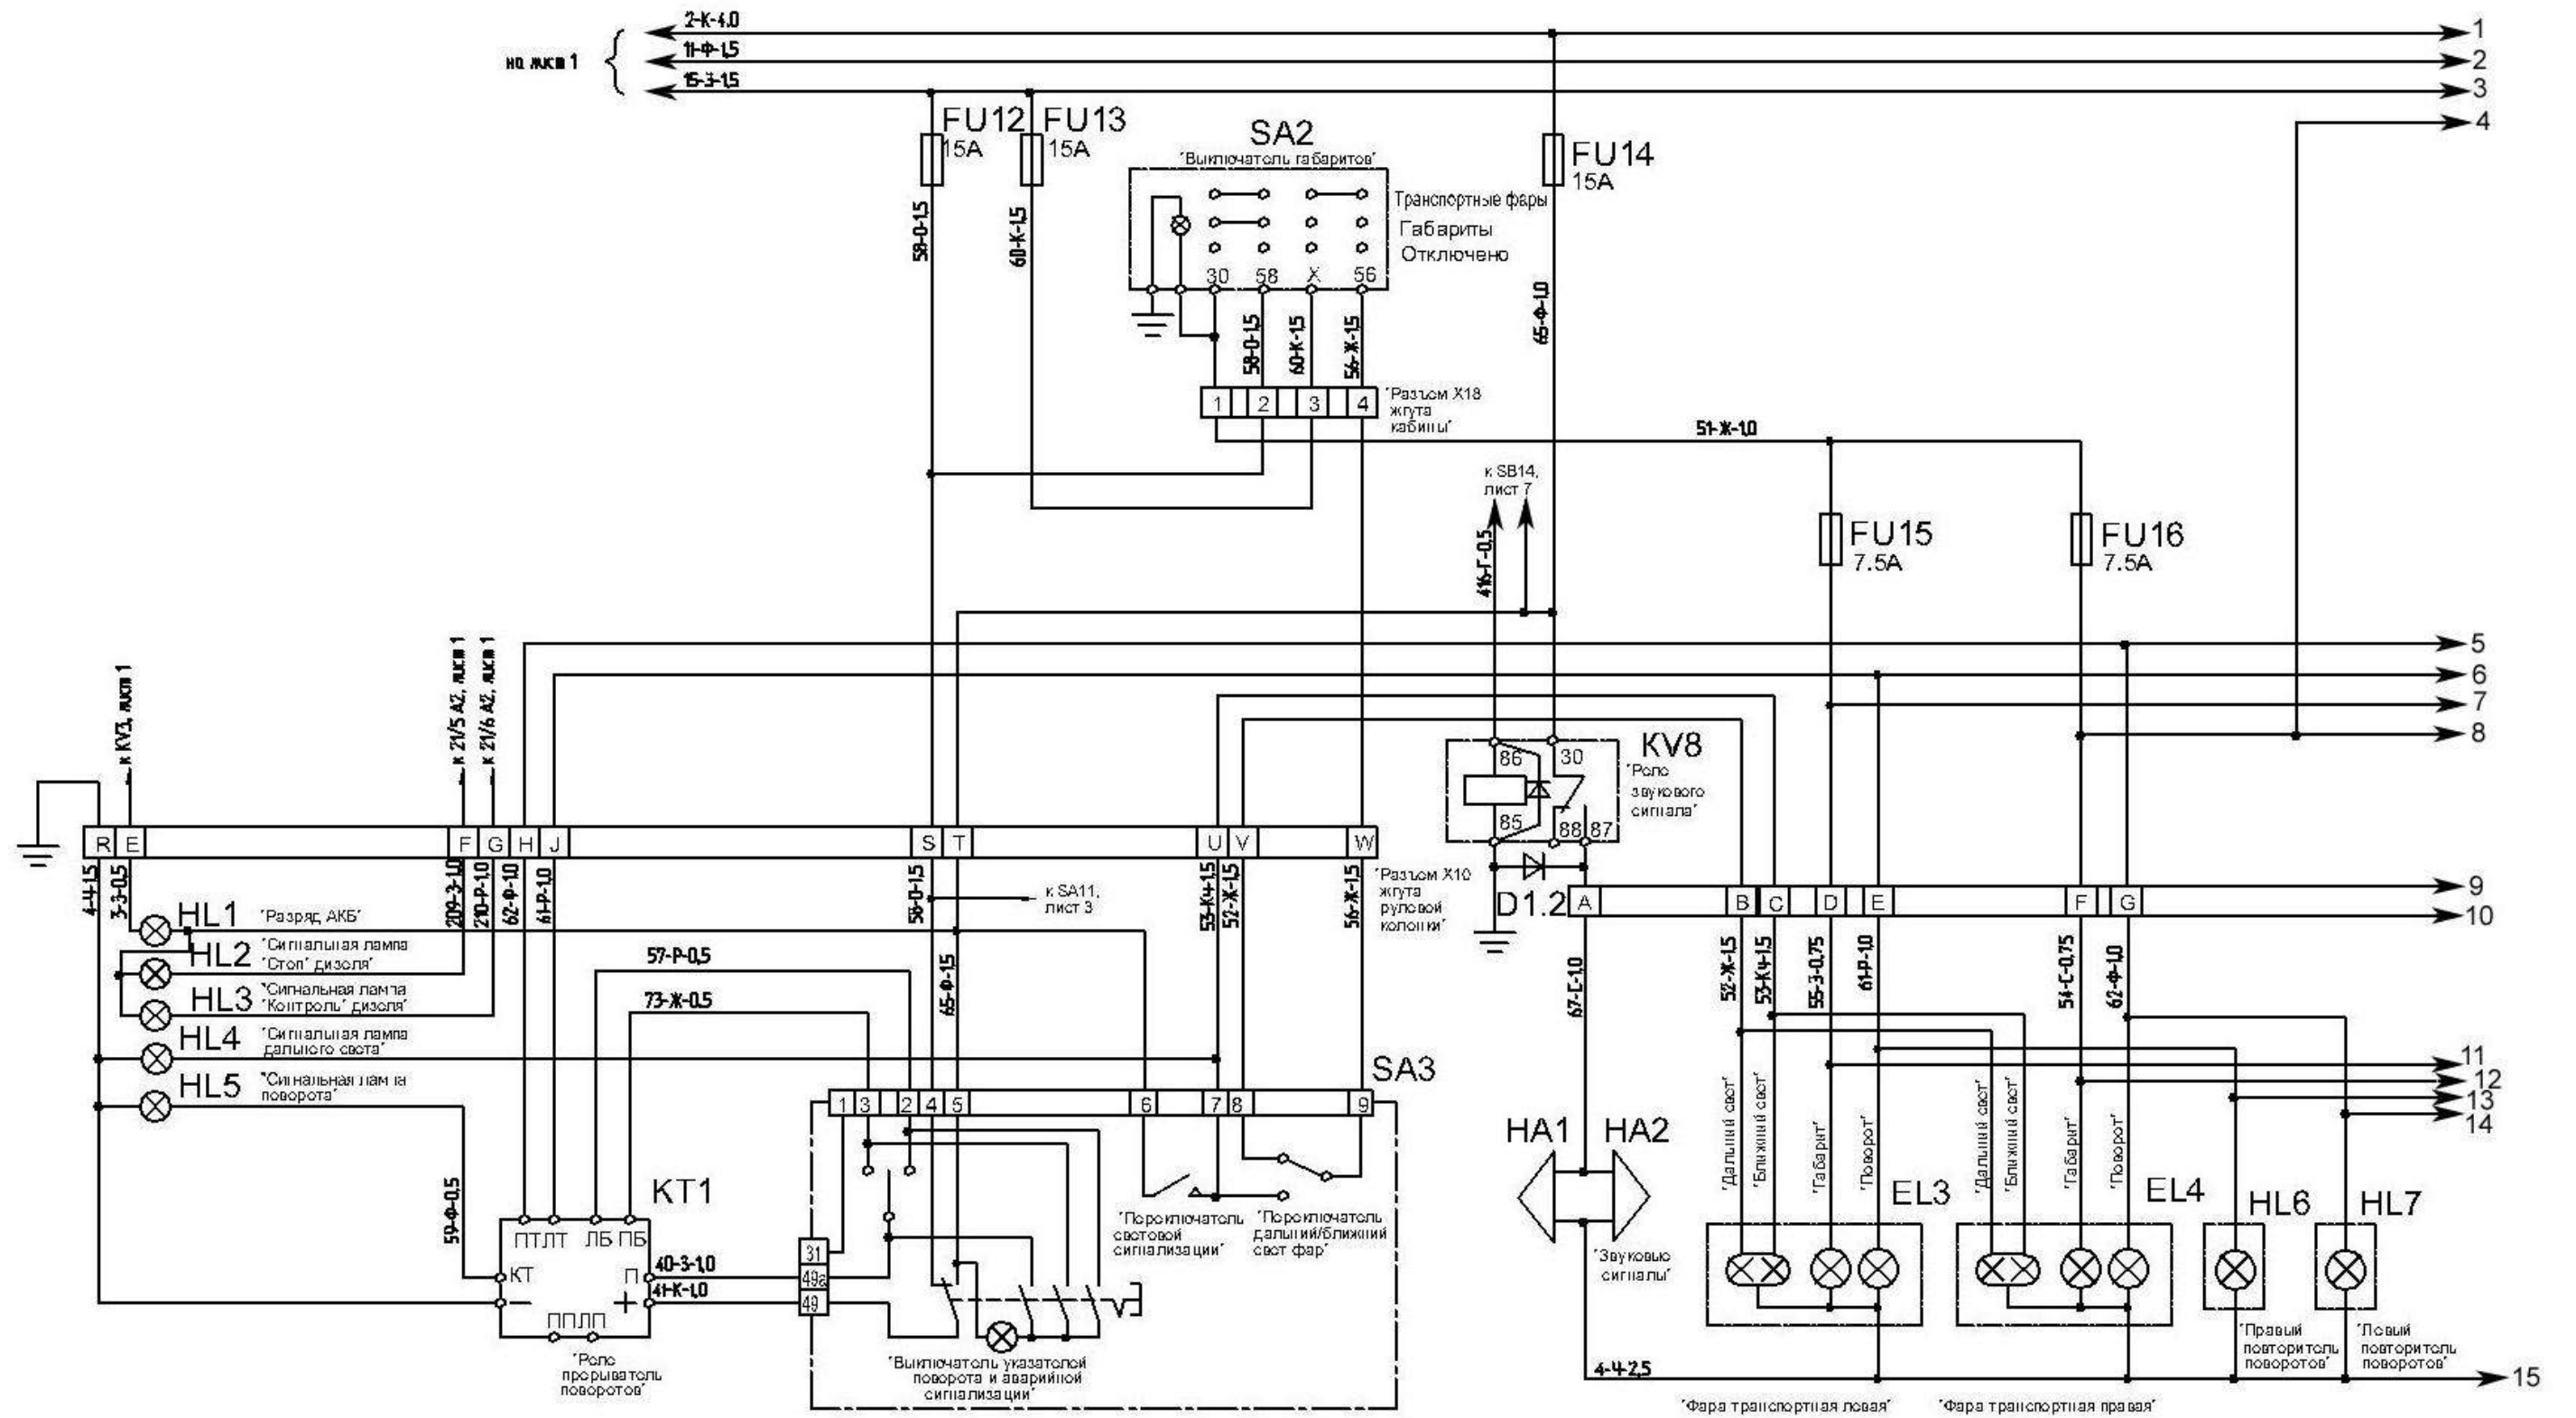 2-К-4.0
1
11-Ф-1,5
2
на лист 1
15-З-1,5
3
4
FU12
15А
FU13
15А
SA2
"Выключатель габаритов"
FU14
15А
Транспортные фары
Габариты
Отключено
30 58 X 56
58-О-1,5
60-К-1,5
65-Ф-1,0
58-О-1,5
60-К-1,5
56-Ж-1,5
1 2 3 4
"Разъем Х18
жгута
кабины"
51-Ж-1,0
к SB14,
лист 7
416-Г-0,5
FU15
7.5А
FU16
7.5А
5
6
7
8
к KV3, лист 1
к 21/5 А2, лист 1
к 21/6 А2, лист 1
KV8
"Реле
звукового
сигнала"
86 30
85 88 87
R E F G H J S T U V W
"Разъем Х10
жгута
рулевой
колонки"
4-Ч-1,5
3-З-0,5
209-З-1,0
210-Р-1,0
62-Ф-1,0
61-Р-1,0
58-О-1,5
к SA11,
лист 3
53-КЧ-1,5
52-Ж-1,5
56-Ж-1,5
D1.2
A B C D E F G
9
10
HL1
"Разряд АКБ"
HL2
"Сигнальная лампа
"Стоп" дизеля"
HL3
"Сигнальная лампа
"Контроль" дизеля"
HL4
"Сигнальная лампа
дальнего света"
HL5
"Сигнальная лампа
поворота"
57-Р-0,5
73-Ж-0.5
65-Ф-1,5
67-С-1,0
52-Ж-1,5
53-КЧ-1,5
55-З-0,75
61-Р-1,0
54-С-0,75
62-Ф-1,0
11
12
13
14
SA3
1 3 2 4 5 6 7 8 9
59-Ф-0,5
KT1
ПТ ЛТ ЛБ ПБ
КТ П
— +
ПП ЛП
"Реле
прерыватель
поворотов"
40-З-1,0
41-К-1,0
31
49а
49
"Переключатель
световой
сигнализации"
"Переключатель
дальний/ближний
свет фар"
"Выключатель указателей
поворота и аварийной
сигнализации"
HA1
HA2
"Звуковые
сигналы"
"Дальний свет"
"Ближний свет"
"Габарит"
"Поворот"
EL3
"Дальний свет"
"Ближний свет"
"Габарит"
"Поворот"
EL4
HL6
HL7
"Правый
повторитель
поворотов"
"Левый
повторитель
поворотов"
4-Ч-2,5
15
"Фара транспортная левая"
"Фара транспортная правая"